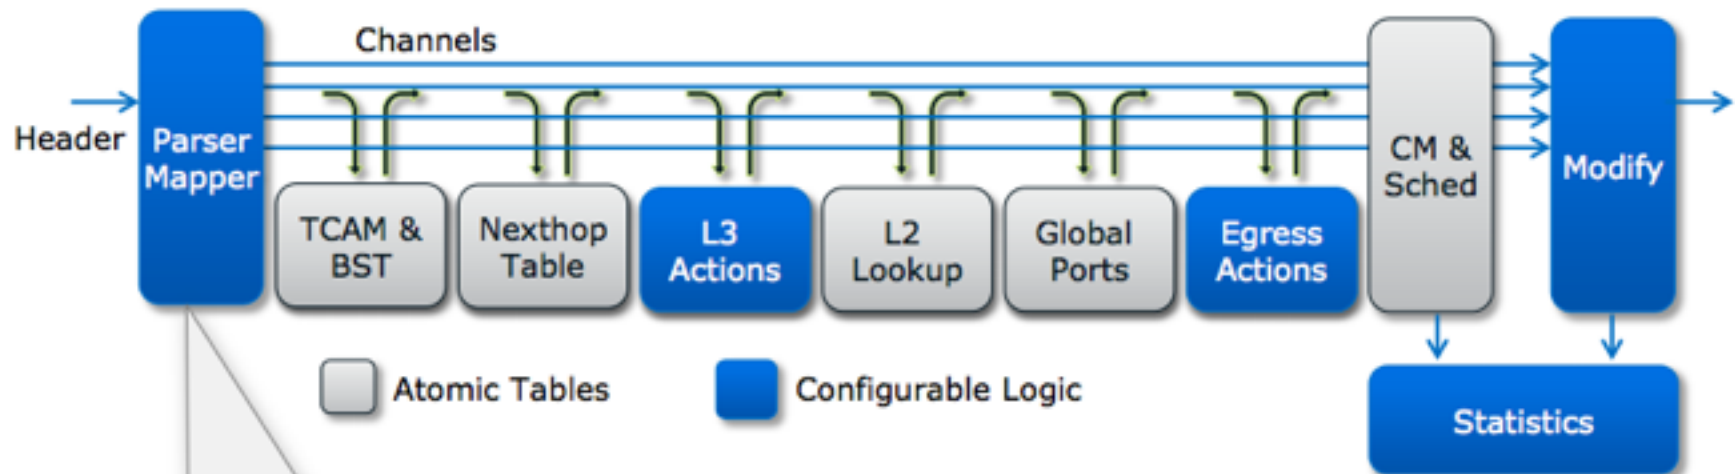 Channels
Header
Parser
Mapper
TCAM &
BST
Nexthop
Table
L3
Actions
L2
Lookup
Global
Ports
Egress
Actions
CM &
Sched
Modify
Atomic Tables
Configurable Logic
Statistics